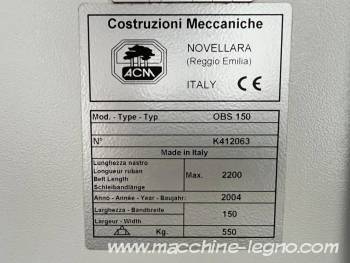 Costruzioni Meccaniche
ACM
NOVELLARA
(Reggio Emilia)
ITALY CE
Mod. - Type - Typ OBS 150
N° K412063
Made in Italy
Lunghezza nastro
Longueur ruban
Belt Length
Schleifbandlänge
Max. 2200
Anno - Année - Year - Baujahr: 2004
Larghezza - Bandbreite
Largeur - Width
150
Kg. 550
www.macchine-legno.com